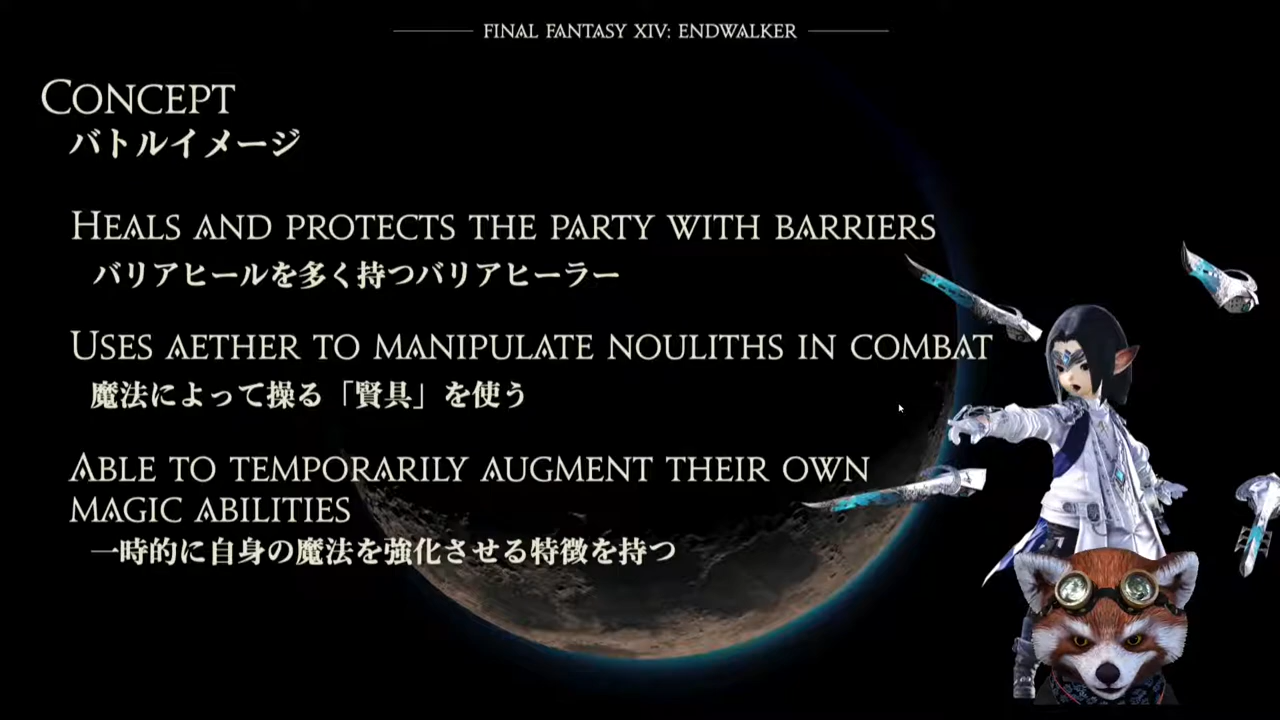 FINAL FANTASY XIV: ENDWALKER
CONCEPT
バトルイメージ
HEALS AND PROTECTS THE PARTY WITH BARRIERS
バリアヒールを多く持つバリアヒーラー
USES AETHER TO MANIPULATE NOULITHS IN COMBAT
魔法によって操る「賢具」を使う
ABLE TO TEMPORARILY AUGMENT THEIR OWN
MAGIC ABILITIES
一時的に自身の魔法を強化させる特徴を持つ